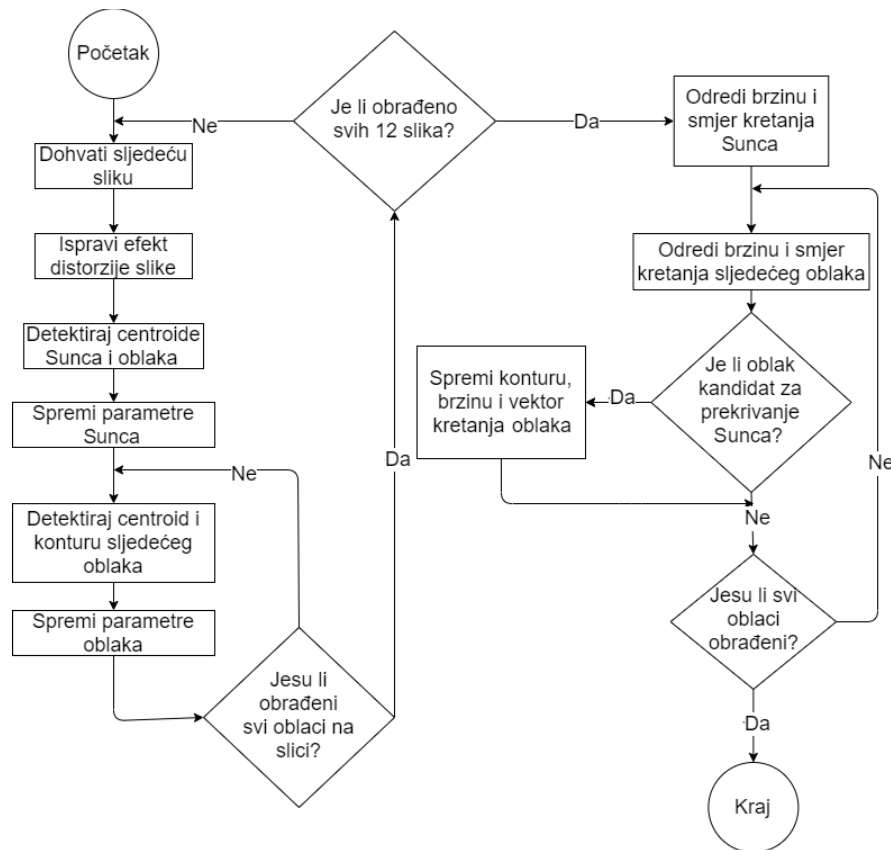 Početak
Dohvati sljedeću
sliku
Ispravi efekt
distorzije slike
Detektiraj centroide
Sunca i oblaka
Spremi parametre
Sunca
Ne
Detektiraj centroid i
konturu sljedećeg
oblaka
Spremi parametre
oblaka
Jesu li
obrađeni
svi oblaci na
slici?
Da
Je li obrađeno
svih 12 slika?
Ne
Da
Odredi brzinu i
smjer kretanja
Sunca
Odredi brzinu i smjer
kretanja sljedećeg oblaka
Je li oblak
kandidat za
prekrivanje
Sunca?
Da
Spremi konturu,
brzinu i vektor
kretanja oblaka
Ne
Jesu li svi
oblaci
obrađeni?
Ne
Da
Kraj